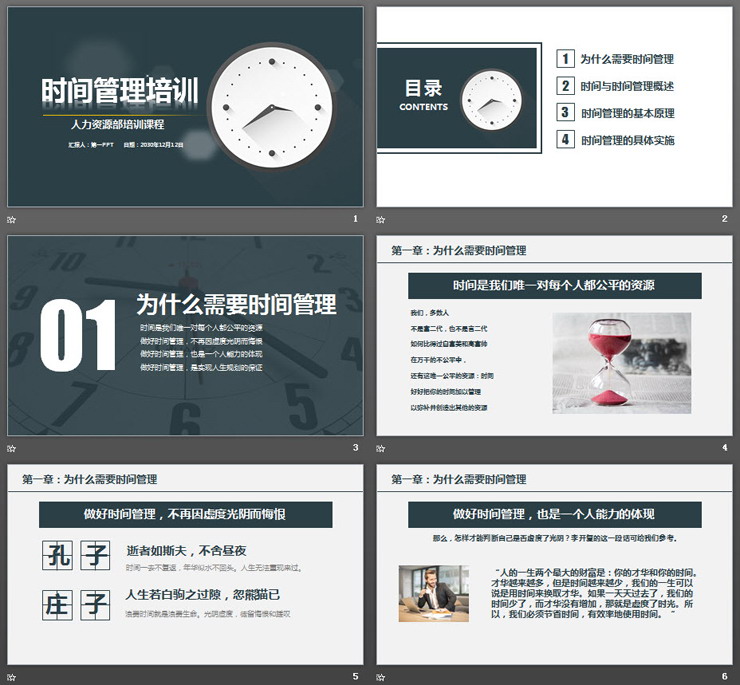 时间管理培训
人力资源部培训课程
汇报人：第一PPT 日期：2030年12月12日
1
目录
CONTENTS
1 为什么需要时间管理
2 时间与时间管理概述
3 时间管理的基本原理
4 时间管理的具体实施
2
01
为什么需要时间管理
时间是我们唯一对每个人都公平的资源
做好时间管理，不再因虚度光阴而悔恨
做好时间管理，也是一个人能力的体现
做好时间管理，是实现人生规划的保证
3
第一章：为什么需要时间管理
时间是我们唯一对每个人都公平的资源
我们，多数人
不是富二代，也不是官二代
如何比得过白富美和高富帅
在万千的不公平中，
还有这唯一公平的资源：时间
好好把你的时间加以管理
以弥补并创造出其他的资源
4
第一章：为什么需要时间管理
做好时间管理，不再因虚度光阴而悔恨
孔子
逝者如斯夫，不舍昼夜
时间一去不复返，年华似水不回头。人生无法重现来过。
庄子
人生若白驹之过隙，忽熊猫已
浪费时间就是浪费生命。光阴虚度，徒留悔恨和嗟叹
5
第一章：为什么需要时间管理
做好时间管理，也是一个人能力的体现
那么，怎样才能判断自己是否虚度了光阴？李开复的这一段话可给我们参考。
“人的一生两个最大的财富是：你的才华和你的时间。
才华越来越多，但是时间越来越少，我们的一生可以
说是用时间来换取才华。如果一天天过去了，我们的
时间少了，而才华没有增加，那就是虚度了时光。所
以，我们必须节省时间，有效率地使用时间。”
6